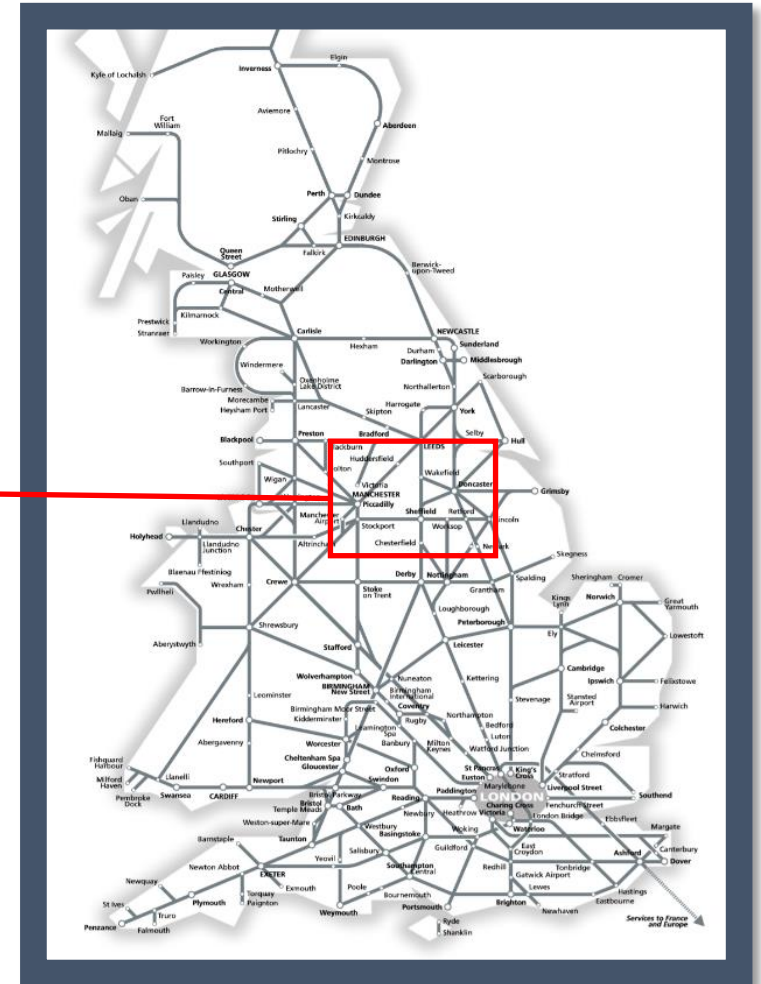 Elgin
Inverness
Kyle of Lochalsh
Aviemore
Fort
William
Mallaig
Aberdeen
Pitlochry
Montrose
Perth
Dundee
Oban
Kirkcaldy
Stirling
EDINBURGH
Queen
Street
Falkirk
Berwick-
upon-Tweed
Paisley
GLASGOW
Central
Motherwell
Kilmarnock
Prestwick
Stranraer
Carlisle
NEWCASTLE
Workington
Hexham
Sunderland
Durham
Darlington
Middlesbrough
Windermere
Scarborough
Oxenholme
Lake District
Barrow-in-Furness
Northallerton
Morecambe
Heysham Port
Lancaster
Harrogate
York
Skipton
Preston
Bradford
Selby
Blackpool
LEEDS
Hull
Huddersfield
Southport
Wakefield
Wigan
Victoria
Doncaster
MANCHESTER
Grimsby
Piccadilly
Manchester
Airport
Sheffield
Retford
Lincoln
Llandudno
Stockport
Worksop
Chester
Holyhead
Llandudno
Junction
Altrincham
Chesterfield
Newark
Skegness
Blaenau Ffestiniog
Derby
Nottingham
Spalding
Sheringham
Cromer
Pwllheli
Wrexham
Crewe
Stoke
on Trent
Grantham
Kings
Lynn
Norwich
Great
Yarmouth
Loughborough
Shrewsbury
Peterborough
Ely
Lowestoft
Aberystwyth
Stafford
Leicester
Wolverhampton
Cambridge
BIRMINGHAM
New Street
Nuneaton
Kettering
Ipswich
Felixstowe
Birmingham
International
Leominster
Stansted
Airport
Stevenage
Harwich
Birmingham Moor Street
Coventry
Kidderminster
Northampton
Hereford
Rugby
Bedford
Colchester
Leamington
Spa
Luton
Abergavenny
Worcester
Banbury
Milton
Keynes
Watford Junction
Chelmsford
Fishguard
Harbour
Cheltenham Spa
Gloucester
Oxford
St Pancras
Euston
King's
Cross
Stratford
Milford
Haven
Llanelli
Newport
Swindon
Marylebone
Liverpool Street
Pembroke
Dock
Swansea
CARDIFF
Bristol Parkway
Reading
Paddington
LONDON
Southend
Bristol
Temple Meads
Bath
Newbury
Heathrow
Victoria
Charing Cross
Fenchurch Street
London Bridge
Ebbsfleet
Weston-super-Mare
Westbury
Basingstoke
Woking
Waterloo
Margate
Barnstaple
Taunton
Salisbury
Guildford
East
Croydon
Canterbury
Newton Abbot
Yeovil
Southampton
Central
Redhill
Tonbridge
Ashford
Dover
EXETER
Gatwick Airport
Newquay
Exmouth
Poole
Lewes
Hastings
Torquay
Paignton
Bournemouth
Eastbourne
St Ives
Plymouth
Portsmouth
Brighton
Newhaven
Truro
Weymouth
Ryde
Services to France
and Europe
Penzance
Falmouth
Shanklin